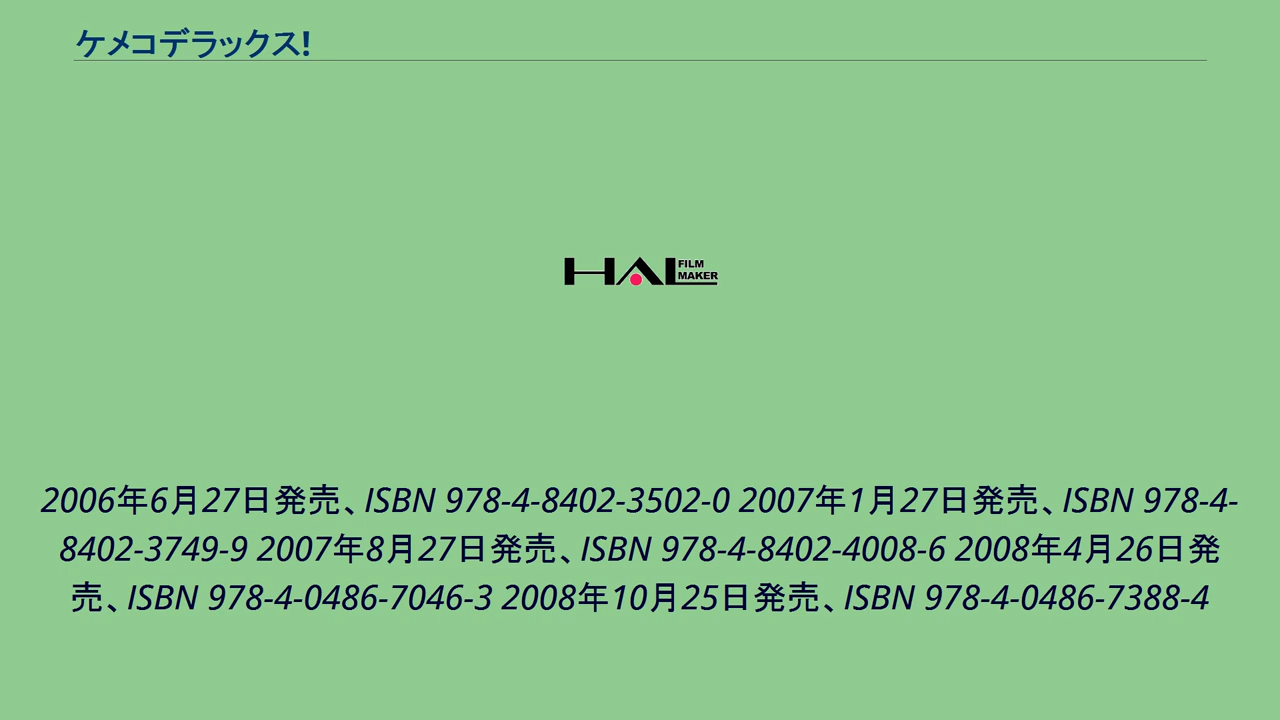 ケメコデラックス!
HAL FILM MAKER
2006年6月27日発売、ISBN 978-4-8402-3502-0 2007年1月27日発売、ISBN 978-4-
8402-3749-9 2007年8月27日発売、ISBN 978-4-8402-4008-6 2008年4月26日発
売、ISBN 978-4-0486-7046-3 2008年10月25日発売、ISBN 978-4-0486-7388-4